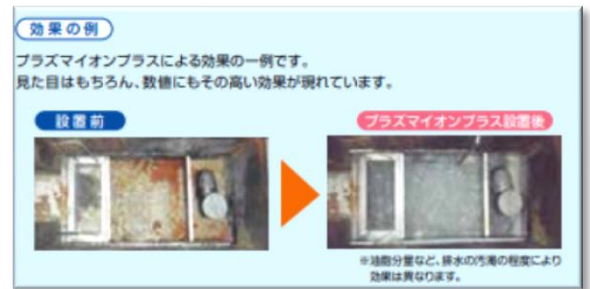 効果の例
プラズマイオンプラスによる効果の一例です。
見た目はもちろん、数値にもその高い効果が現れています。
設置前
プラズマイオンプラス設置後
※油脂分量など、排水の汚濁の程度により
効果は異なります。